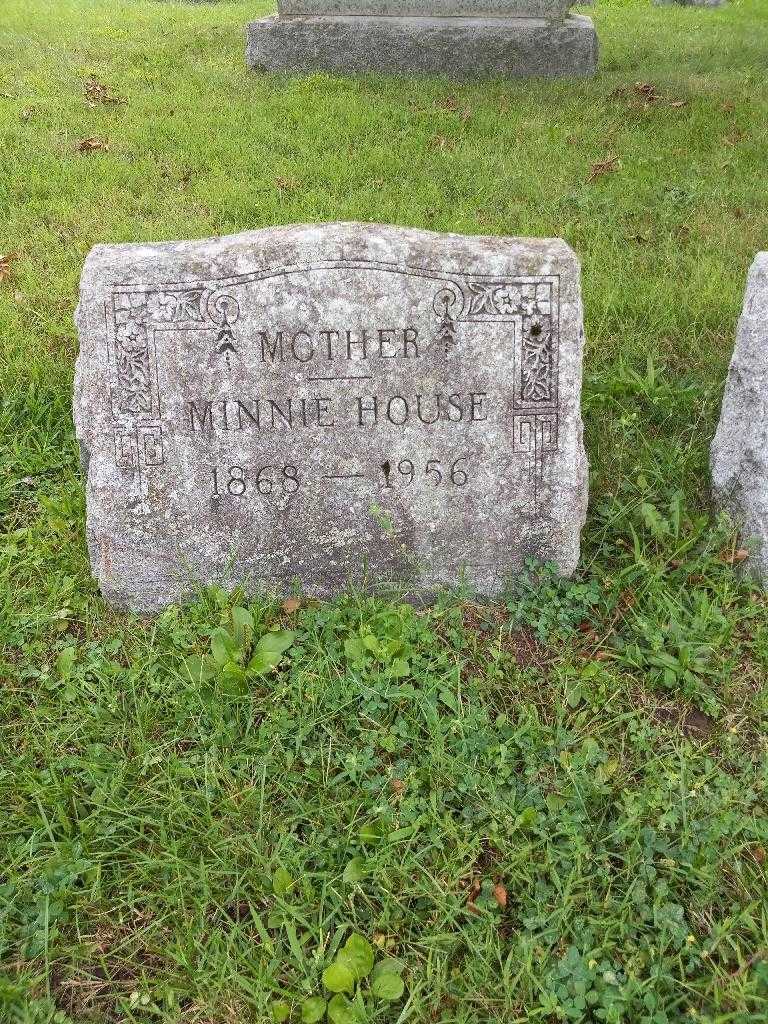 MOTHER
MINNIE HOUSE
1868 — 1956